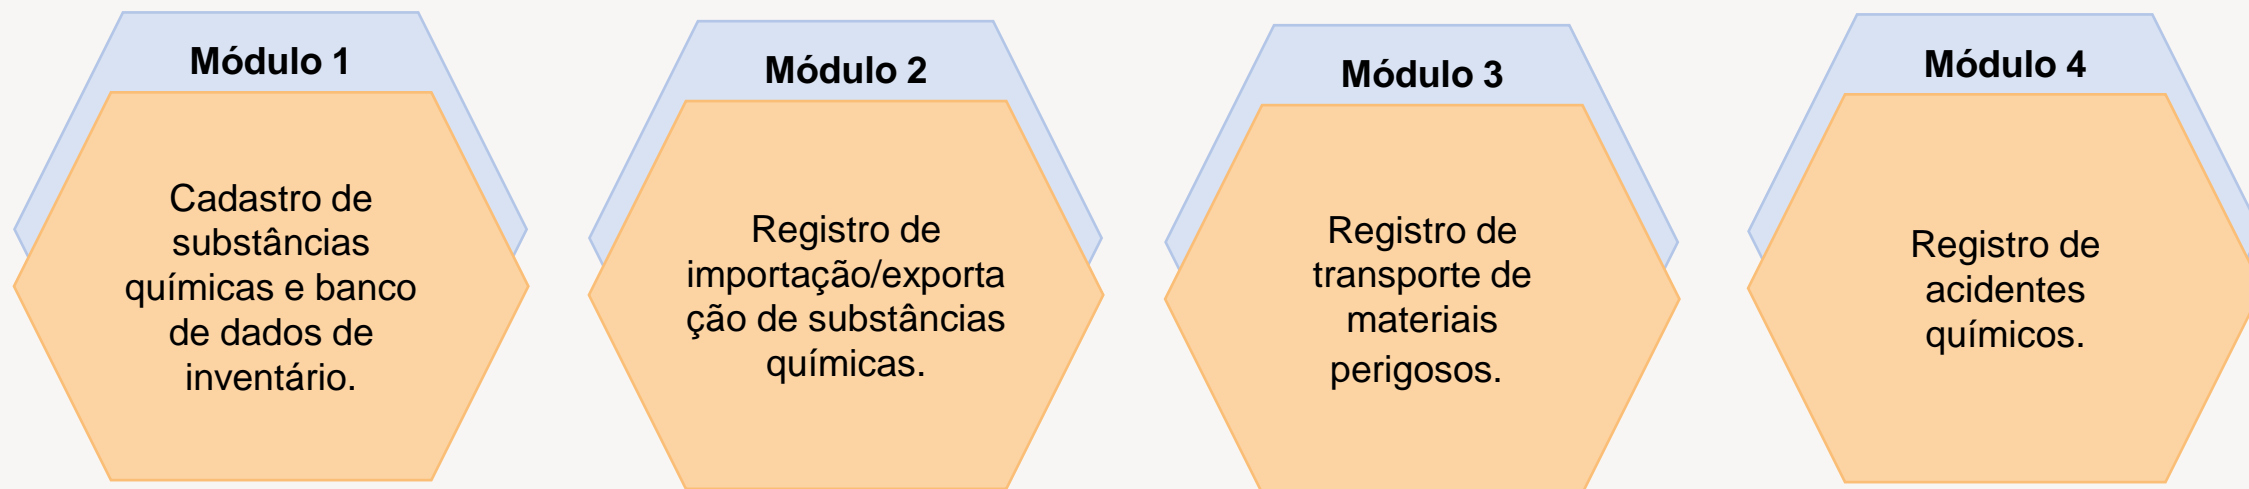 Módulo 1
Cadastro de
substâncias
químicas e banco
de dados de
inventário.
Módulo 2
Registro de
importação/exporta
ção de substâncias
químicas.
Módulo 3
Registro de
transporte de
materiais
perigosos.
Módulo 4
Registro de
acidentes
químicos.